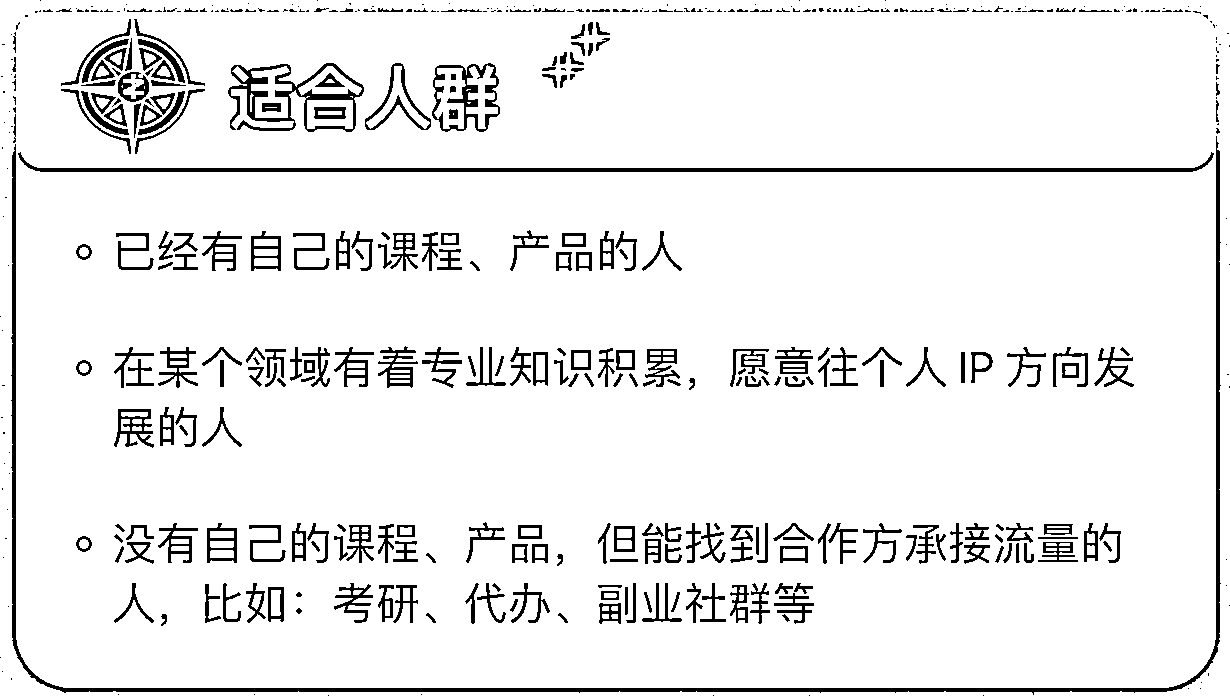 适合人群
已经有自己的课程、产品的人
在某个领域有着专业知识积累，愿意往个人 IP 方向发
展的人
没有自己的课程、产品，但能找到合作方承接流量的
人，比如：考研、代办、副业社群等